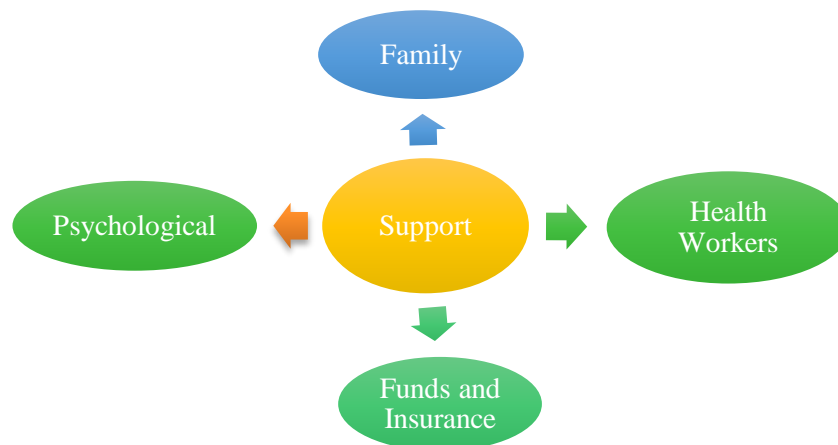 Family
Psychological
Support
Health
Workers
Funds and
Insurance